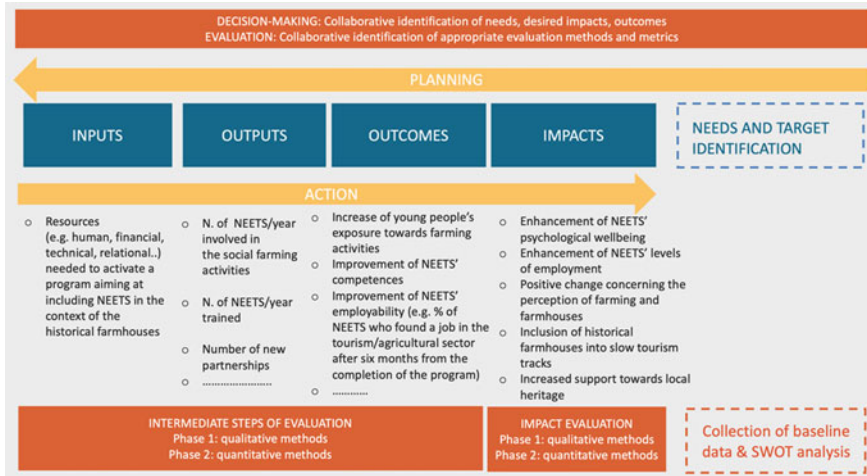 DECISION-MAKING: Collaborative identification of needs, desired impacts, outcomes
EVALUATION: Collaborative identification of appropriate evaluation methods and metrics
PLANNING
INPUTS
OUTPUTS
OUTCOMES
IMPACTS
NEEDS AND TARGET
IDENTIFICATION
ACTION
o Resources
(e.g. human, financial,
technical, relational..)
needed to activate a
program aiming at
including NEETS in the
context of the
historical farmhouses
o N. of NEETS/year
involved in
the social farming
activities
o N. of NEETS/year
trained
o Number of new
partnerships
o ......................
o Increase of young people's
exposure towards farming
activities
o Improvement of NEETS'
competences
o Improvement of NEETS'
employability (e.g. % of
NEETS who found a job in the
tourism/agricultural sector
after six months from the
completion of the program)
o ............
o Enhancement of NEETS'
psychological wellbeing
o Enhancement of NEETS' levels
of employment
o Positive change concerning the
perception of farming and
farmhouses
o Inclusion of historical
farmhouses into slow tourism
tracks
o Increased support towards local
heritage
INTERMEDIATE STEPS OF EVALUATION
Phase 1: qualitative methods
Phase 2: quantitative methods
IMPACT EVALUATION
Phase 1: qualitative methods
Phase 2: quantitative methods
Collection of baseline
data & SWOT analysis